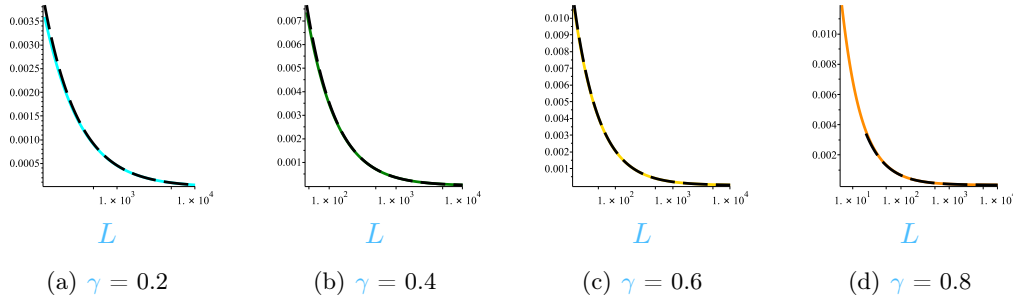 0.0035
0.0030
0.0025
0.0020
0.0015
0.0010
0.0005
1. × 10³ 1. × 10⁴
L
(a) γ = 0.2
0.007
0.006
0.005
0.004
0.003
0.002
0.001
1. × 10² 1. × 10³ 1. × 10⁴
(b) γ = 0.4
0.010
0.009
0.008
0.007
0.006
0.005
0.004
0.003
0.002
0.001
1. × 10² 1. × 10³ 1. × 10⁴
L
(c) γ = 0.6
0.010
0.008
0.006
0.004
0.002
1. × 10¹ 1. × 10² 1. × 10³ 1. × 10⁴
L
(d) γ = 0.8